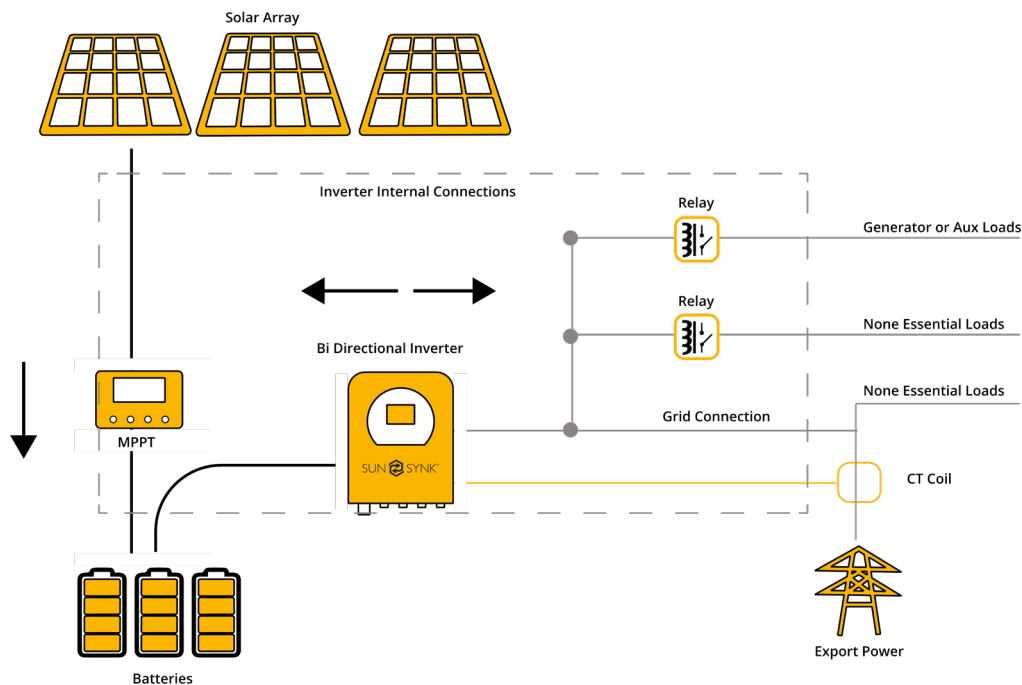 Solar Array
Inverter Internal Connections
Relay
Generator or Aux Loads
Relay
None Essential Loads
Bi Directional Inverter
None Essential Loads
Grid Connection
MPPT
SUN SYNK™
CT Coil
Export Power
Batteries